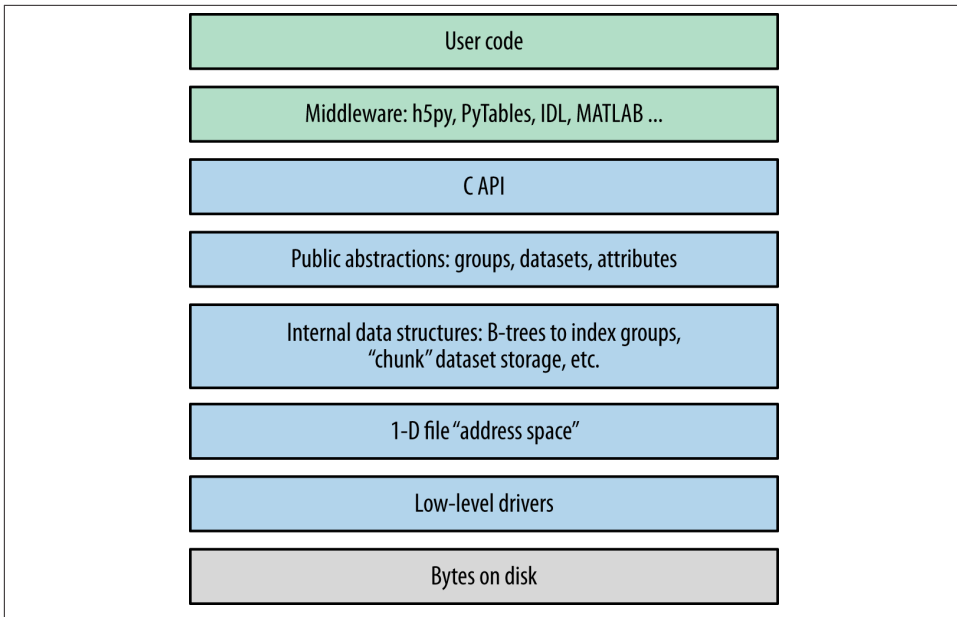 User code
Middleware: h5py, PyTables, IDL, MATLAB ...
C API
Public abstractions: groups, datasets, attributes
Internal data structures: B-trees to index groups,
“chunk” dataset storage, etc.
1-D file “address space”
Low-level drivers
Bytes on disk